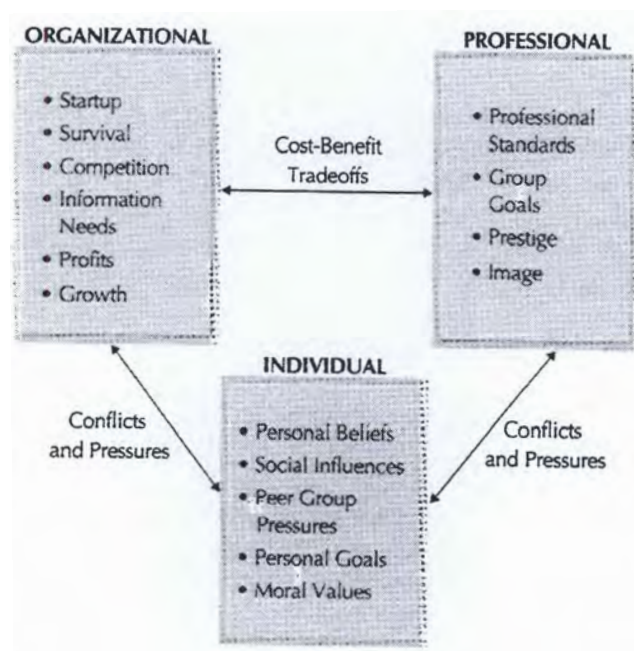 ORGANIZATIONAL
• Startup
• Survival
• Competition
• Information
Needs
• Profits
• Growth
Cost-Benefit
Tradeoffs
PROFESSIONAL
• Professional
Standards
• Group
Goals
• Prestige
• Image
Conflicts
and Pressures
INDIVIDUAL
• Personal Beliefs
• Social Influences
• Peer Group
Pressures
• Personal Goals
• Moral Values
Conflicts
and Pressures